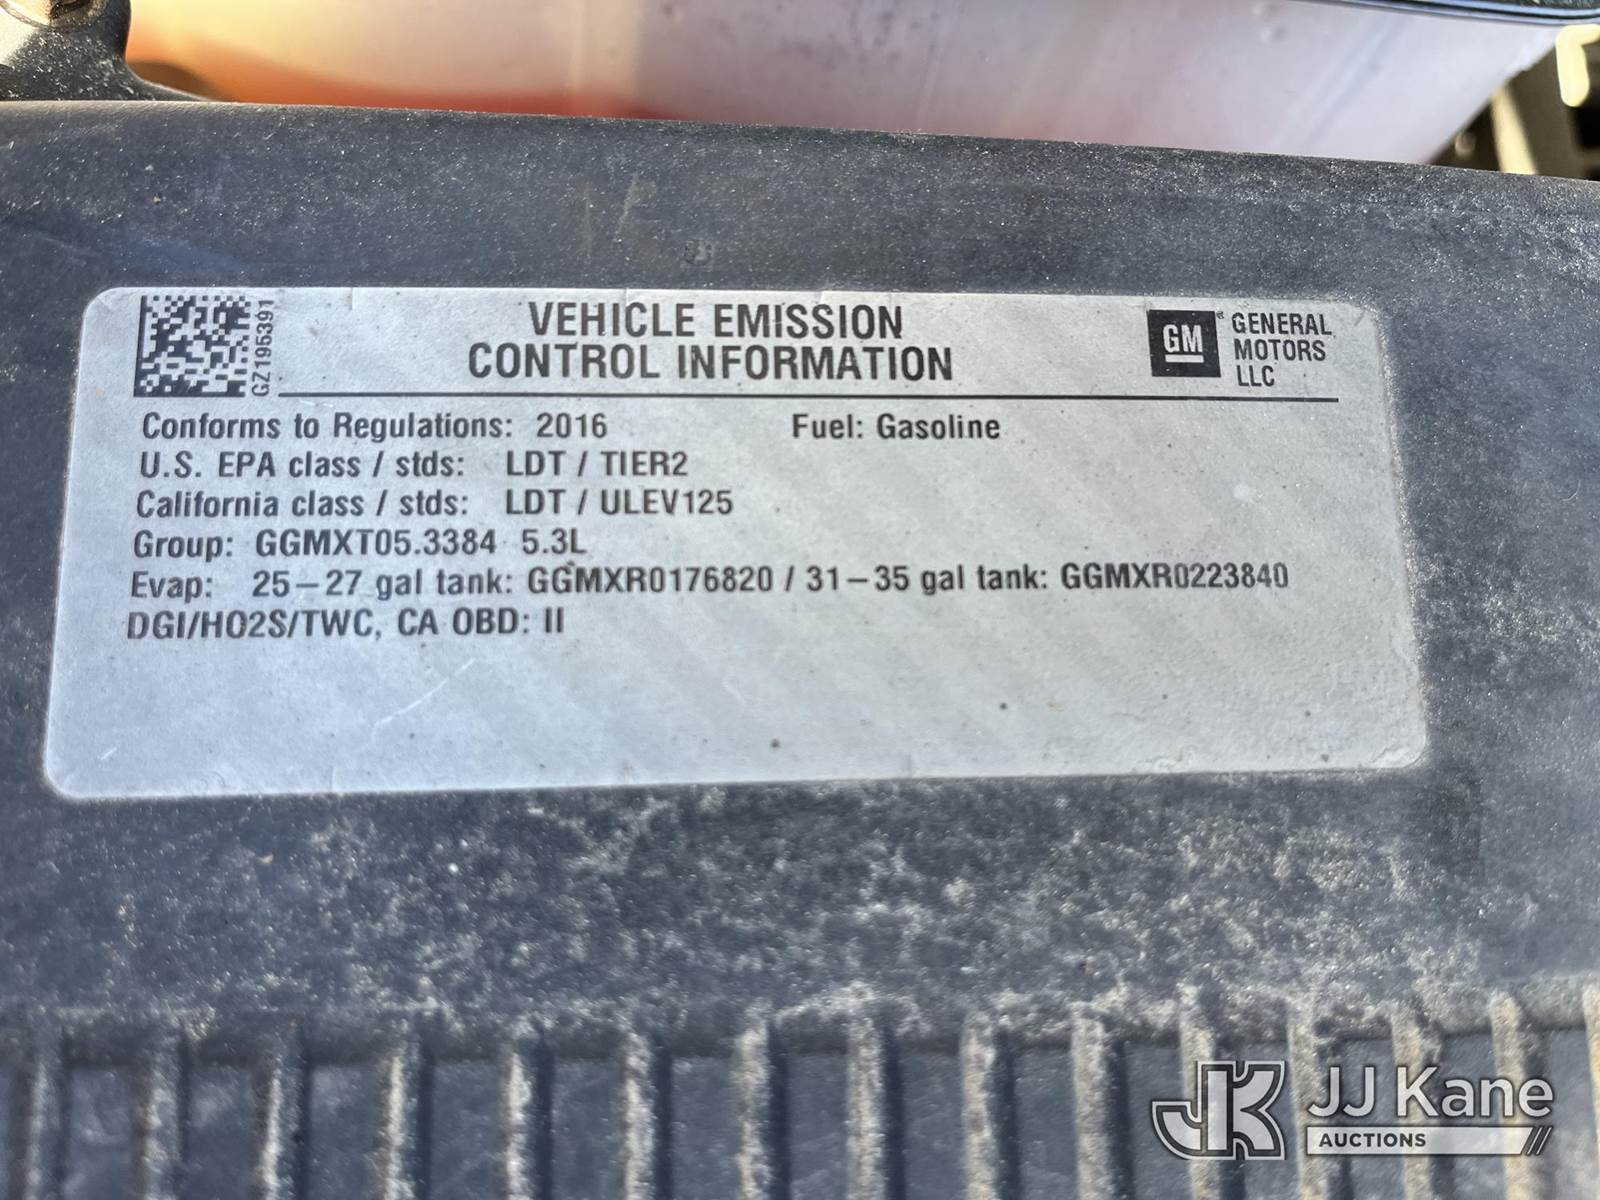 GZ195391
VEHICLE EMISSION
CONTROL INFORMATION
GM
GENERAL
MOTORS
LLC
Conforms to Regulations: 2016 Fuel: Gasoline
U.S. EPA class / stds: LDT / TIER2
California class / stds: LDT / ULEV125
Group: GGMXT05.3384 5.3L
Evap: 25–27 gal tank: GGMXR0176820 / 31–35 gal tank: GGMXR0223840
DGI/HO2S/TWC, CA OBD: II
JK JJ Kane
AUCTIONS